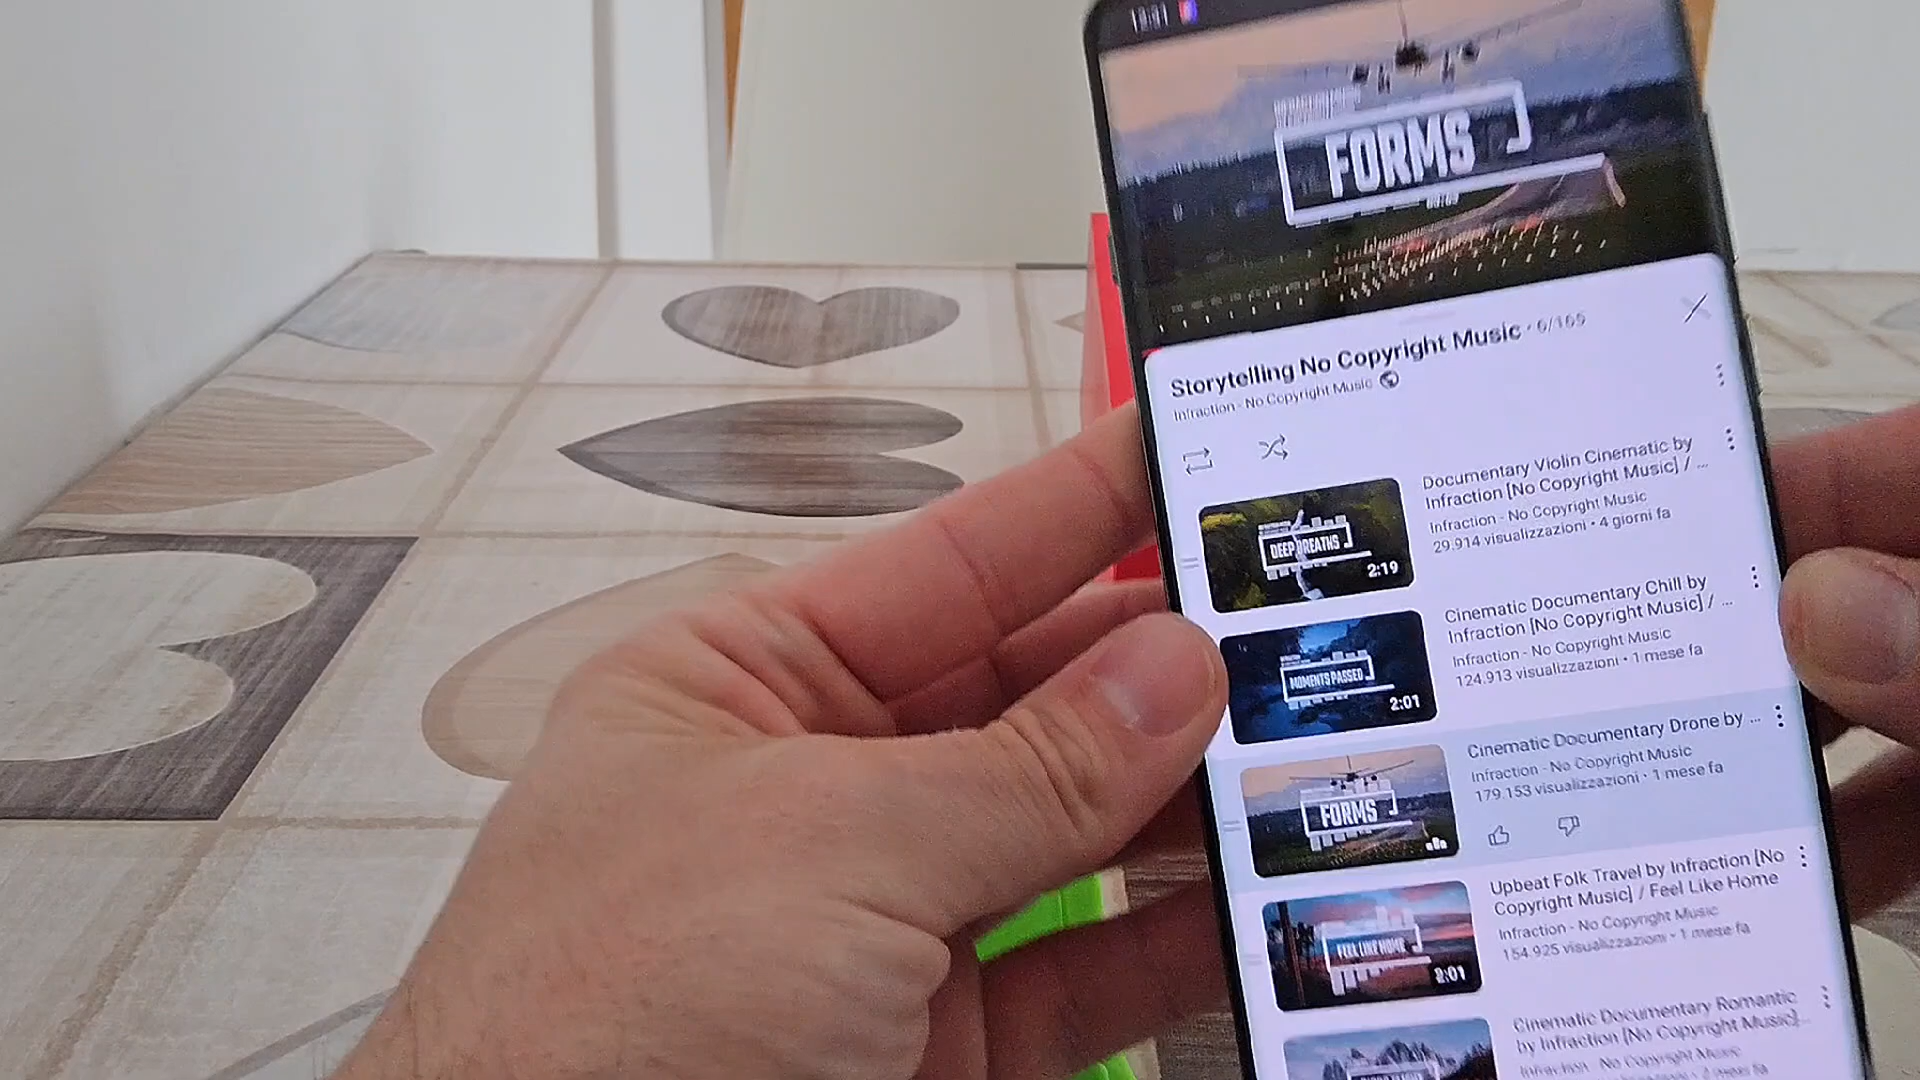 FORMS
Storytelling No Copyright Music · 6/165
Infraction - No Copyright Music
DEEP BREATHS
2:19
Documentary Violin Cinematic by
Infraction [No Copyright Music] / ...
Infraction - No Copyright Music
29.914 visualizzazioni • 4 giorni fa
MOMENTS PASSED
2:01
Cinematic Documentary Chill by
Infraction [No Copyright Music] / ...
Infraction - No Copyright Music
124.913 visualizzazioni • 1 mese fa
FORMS
Cinematic Documentary Drone by ...
Infraction - No Copyright Music
179.153 visualizzazioni • 1 mese fa
FEEL LIKE HOME
2:01
Upbeat Folk Travel by Infraction [No
Copyright Music] / Feel Like Home
Infraction - No Copyright Music
154.925 visualizzazioni • 1 mese fa
Cinematic Documentary Romantic
by Infraction [No Copyright Music]...
Infraction - No Copyright Music